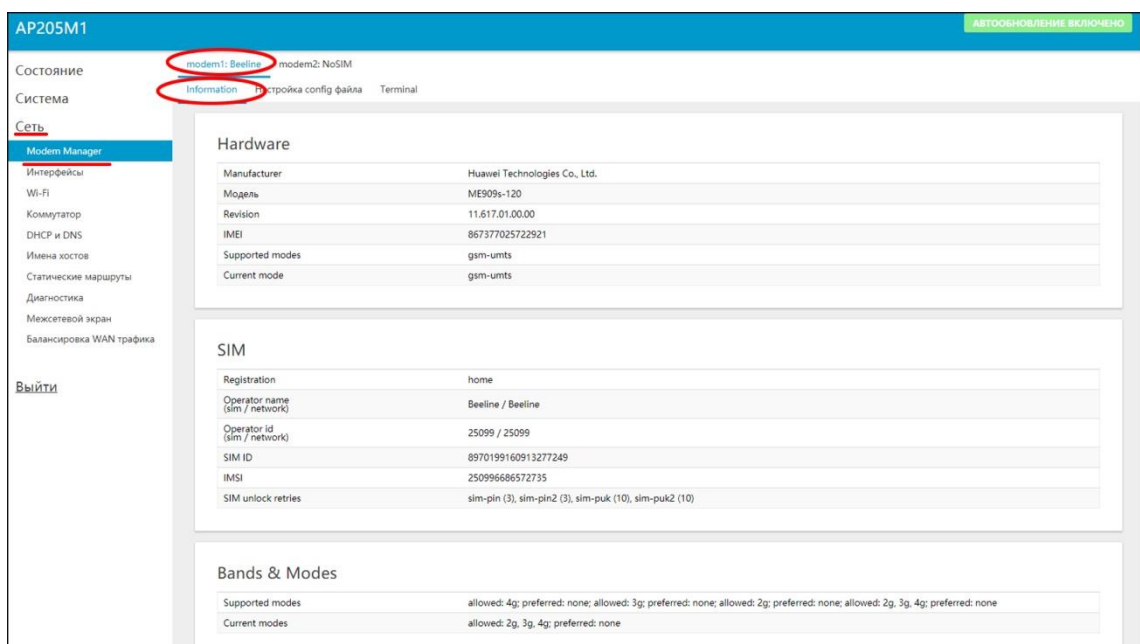 AP205M1
АВТООБНОВЛЕНИЕ ВКЛЮЧЕНО
Состояние
Система
Сеть
Modem Manager
Интерфейсы
Wi-Fi
Коммутатор
DHCP и DNS
Имена хостов
Статические маршруты
Диагностика
Межсетевой экран
Балансировка WAN трафика
Выйти
modem1: Beeline modem2: NoSIM
Information Настройка config файла Terminal
Hardware
Manufacturer Huawei Technologies Co., Ltd.
Модель ME909s-120
Revision 11.617.01.00.00
IMEI 867377025722921
Supported modes gsm-umts
Current mode gsm-umts
SIM
Registration home
Operator name
(sim / network) Beeline / Beeline
Operator id
(sim / network) 25099 / 25099
SIM ID 8970199160913277249
IMSI 250996686572735
SIM unlock retries sim-pin (3), sim-pin2 (3), sim-puk (10), sim-puk2 (10)
Bands & Modes
Supported modes allowed: 4g; preferred: none; allowed: 3g; preferred: none; allowed: 2g; preferred: none; allowed: 2g, 3g, 4g; preferred: none
Current modes allowed: 2g, 3g, 4g; preferred: none